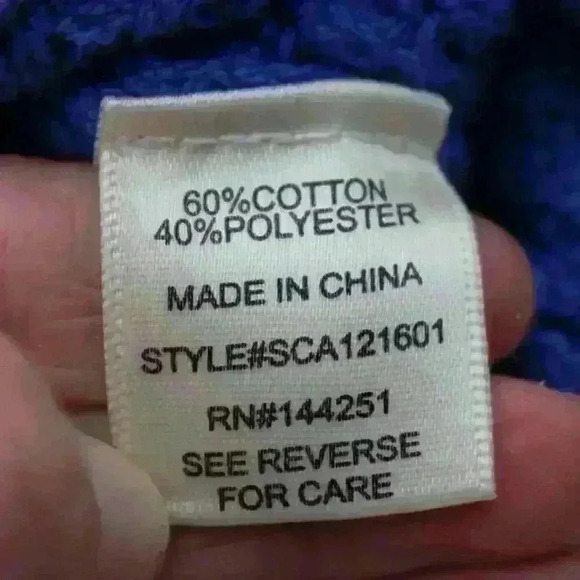 60%COTTON
40%POLYESTER
MADE IN CHINA
STYLE#SCA121601
RN#144251
SEE REVERSE
FOR CARE